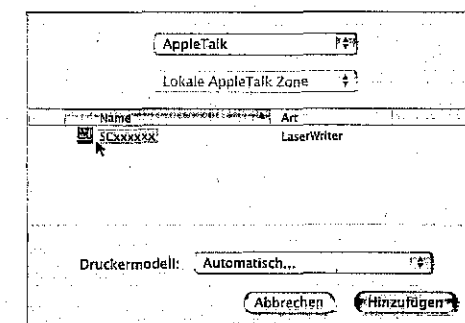 AppleTalk
Lokale AppleTalk Zone
Name Art
SCxxxxxx LaserWriter
Druckermodell: Automatisch...
Abbrechen Hinzufügen